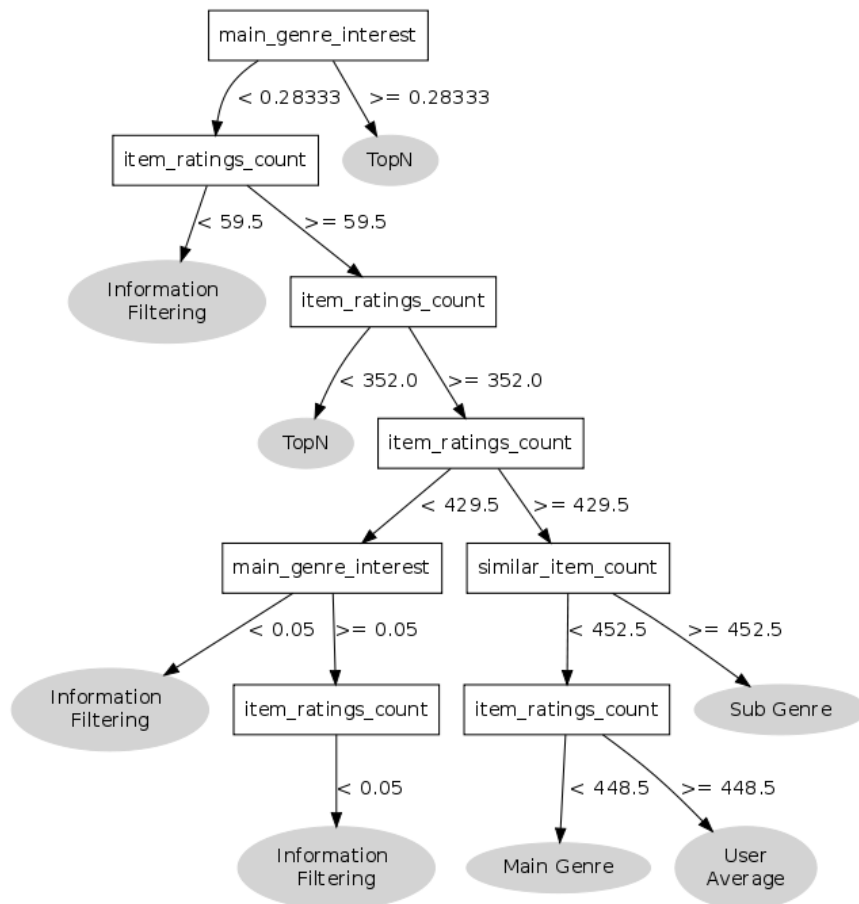 main_genre_interest
< 0.28333
>= 0.28333
item_ratings_count
TopN
< 59.5
>= 59.5
Information
Filtering
item_ratings_count
< 352.0
>= 352.0
TopN
item_ratings_count
< 429.5
>= 429.5
main_genre_interest
similar_item_count
< 0.05
>= 0.05
< 452.5
>= 452.5
Information
Filtering
item_ratings_count
item_ratings_count
Sub Genre
< 0.05
< 448.5
>= 448.5
Information
Filtering
Main Genre
User
Average